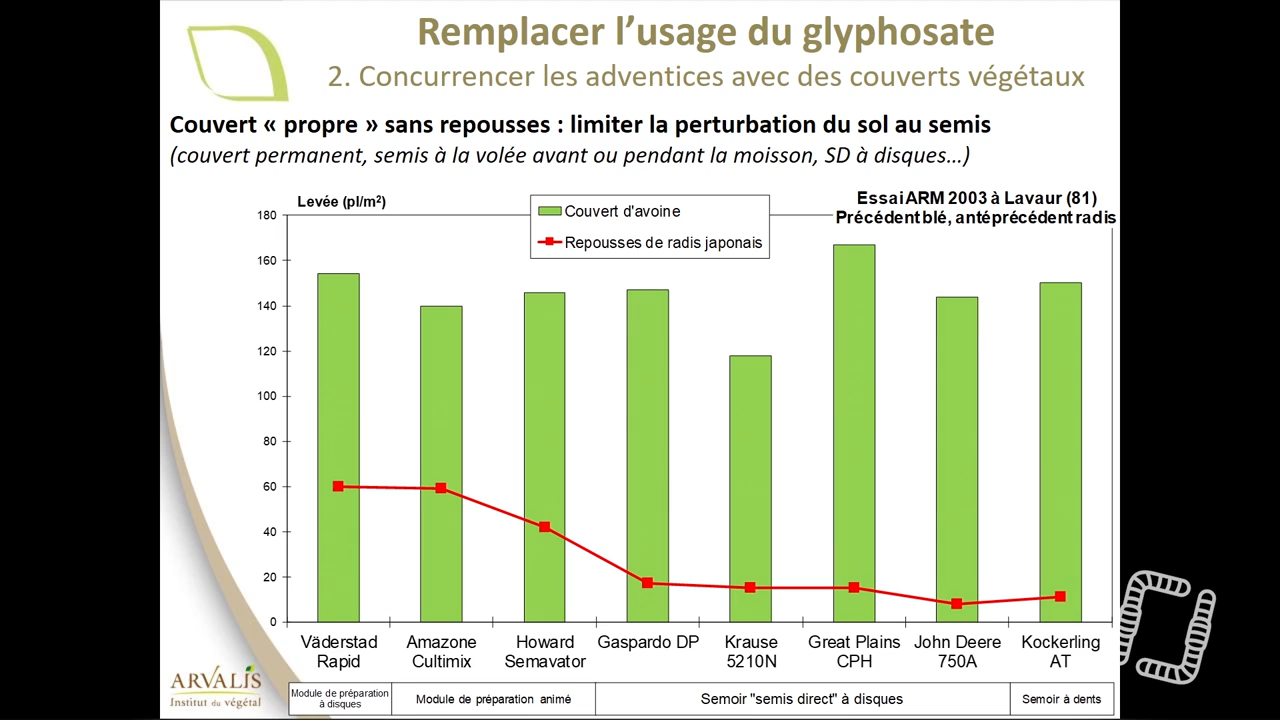 Remplacer l’usage du glyphosate
2. Concurrencer les adventices avec des couverts végétaux
Couvert « propre » sans repousses : limiter la perturbation du sol au semis
(couvert permanent, semis à la volée avant ou pendant la moisson, SD à disques…)
Levée (pl/m²)
Couvert d'avoine
Repousses de radis japonais
Essai ARM 2003 à Lavaur (81)
Précédent blé, antéprécédent radis
180
160
140
120
100
80
60
40
20
0
Väderstad Rapid
Amazone Cultimix
Howard Semavator
Gaspardo DP
Krause 5210N
Great Plains CPH
John Deere 750A
Kockerling AT
Module de préparation à disques
Module de préparation animé
Semoir "semis direct" à disques
Semoir à dents
ARVALIS
Institut du végétal